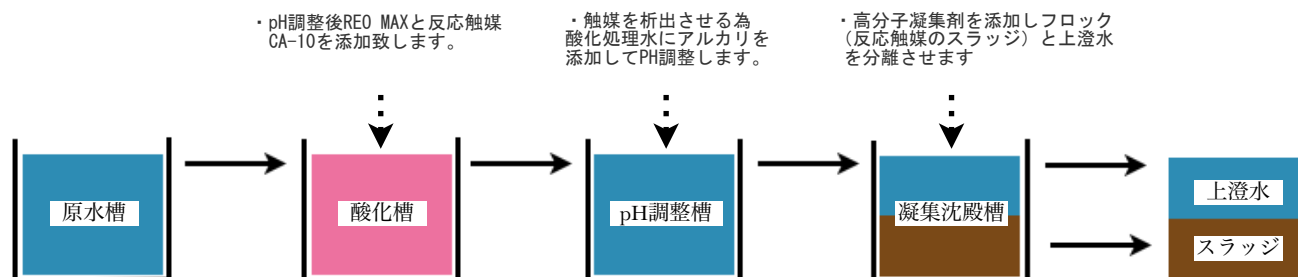 ・pH調整後REO MAXと反応触媒
CA-10を添加致します。
・触媒を析出させる為
酸化処理水にアルカリを
添加してPH調整します。
・高分子凝集剤を添加しフロック
(反応触媒のスラッジ)と上澄水
を分離させます
原水槽
酸化槽
pH調整槽
凝集沈殿槽
上澄水
スラッジ